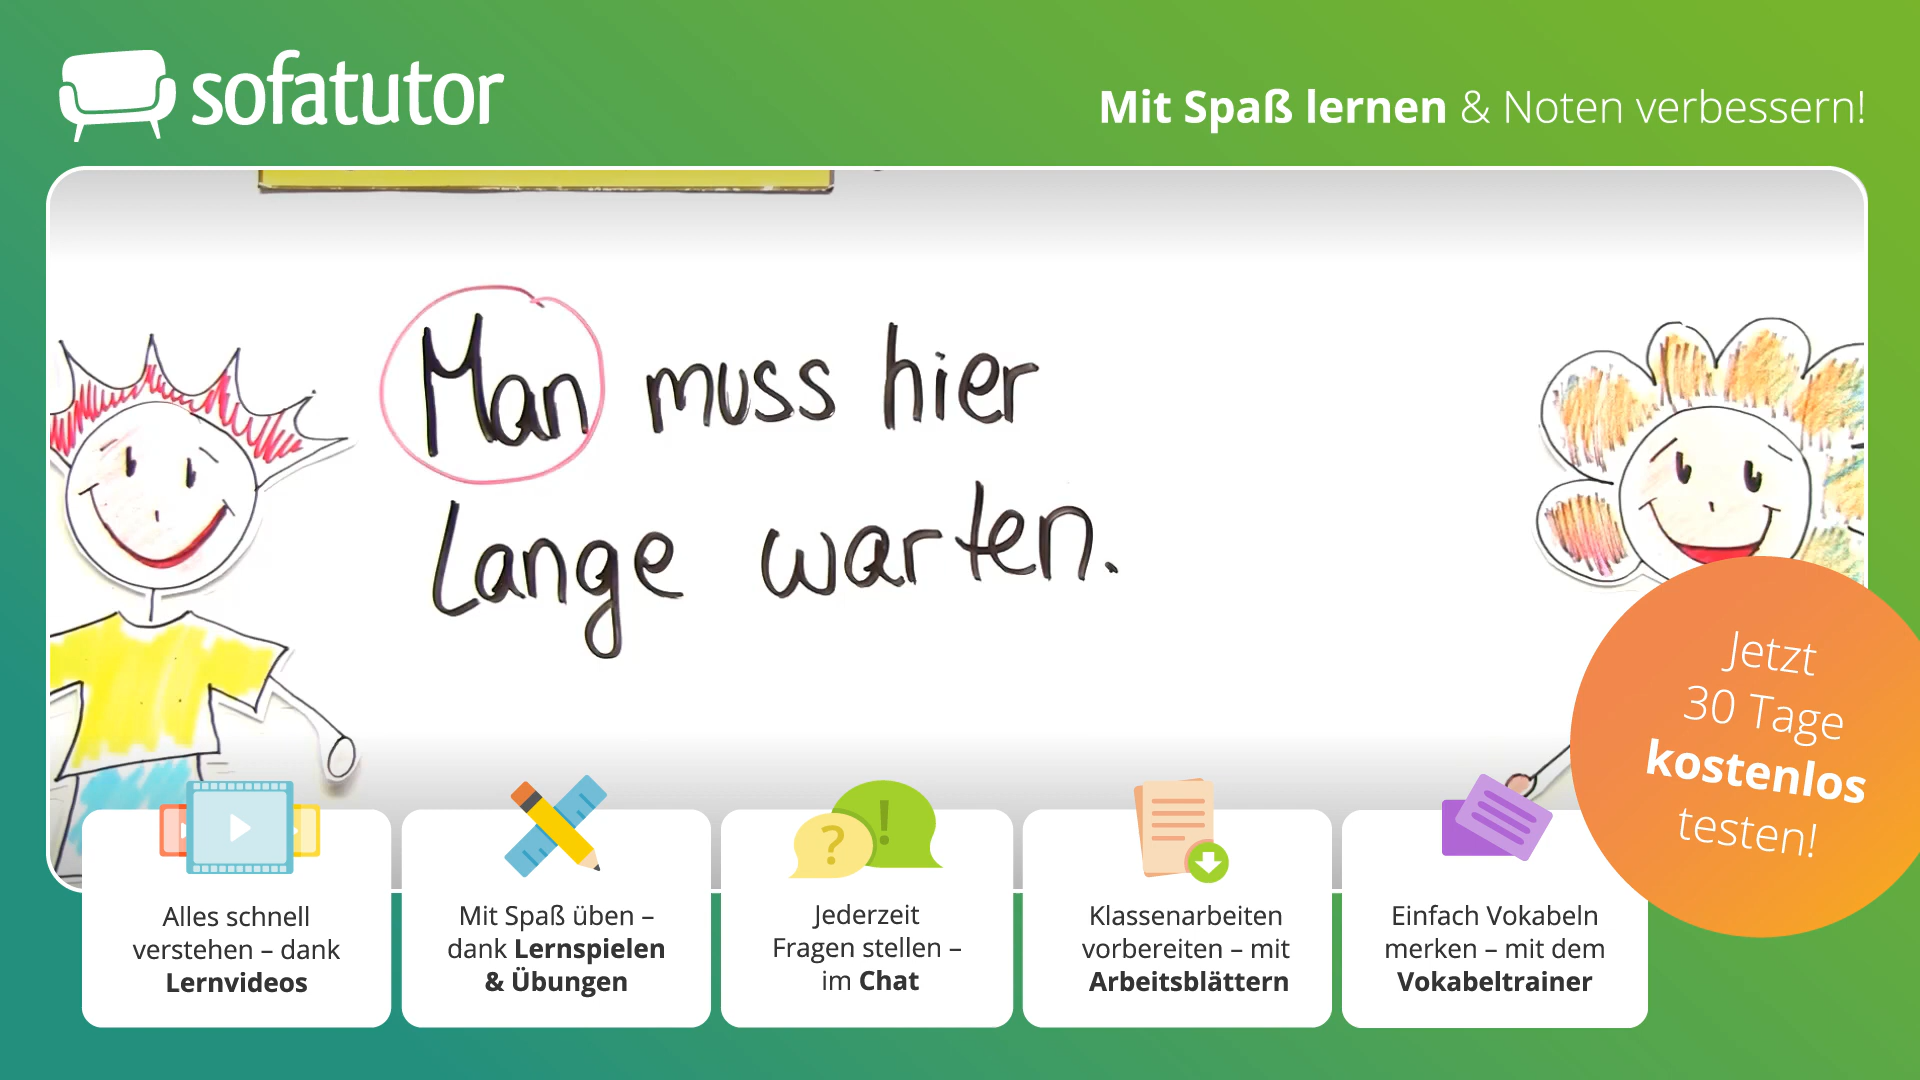 sofatutor
Mit Spaß lernen & Noten verbessern!
Man muss hier
Lange warten.
Jetzt
30 Tage
kostenlos
testen!
?
!
Alles schnell
verstehen – dank
Lernvideos
Mit Spaß üben –
dank Lernspielen
& Übungen
Jederzeit
Fragen stellen –
im Chat
Klassenarbeiten
vorbereiten – mit
Arbeitsblättern
Einfach Vokabeln
merken – mit dem
Vokabeltrainer